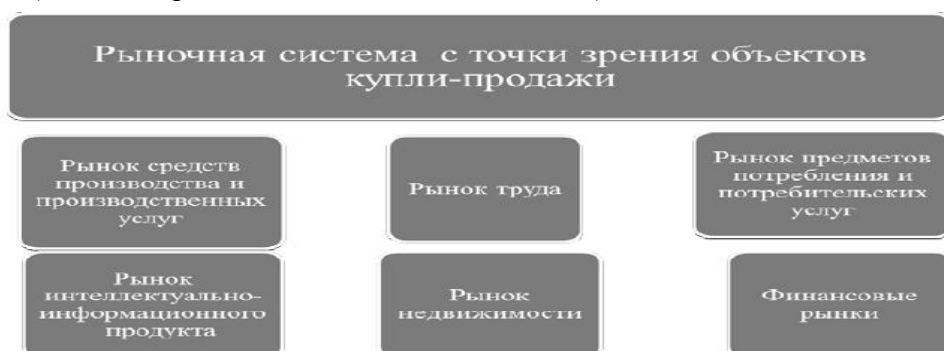 Рыночная система с точки зрения объектов
купли-продажи
Рынок средств
производства и
производственных
услуг
Рынок труда
Рынок предметов
потребления и
потребительских
услуг
Рынок
интеллектуально-
информационного
продукта
Рынок
недвижимости
Финансовые
рынки